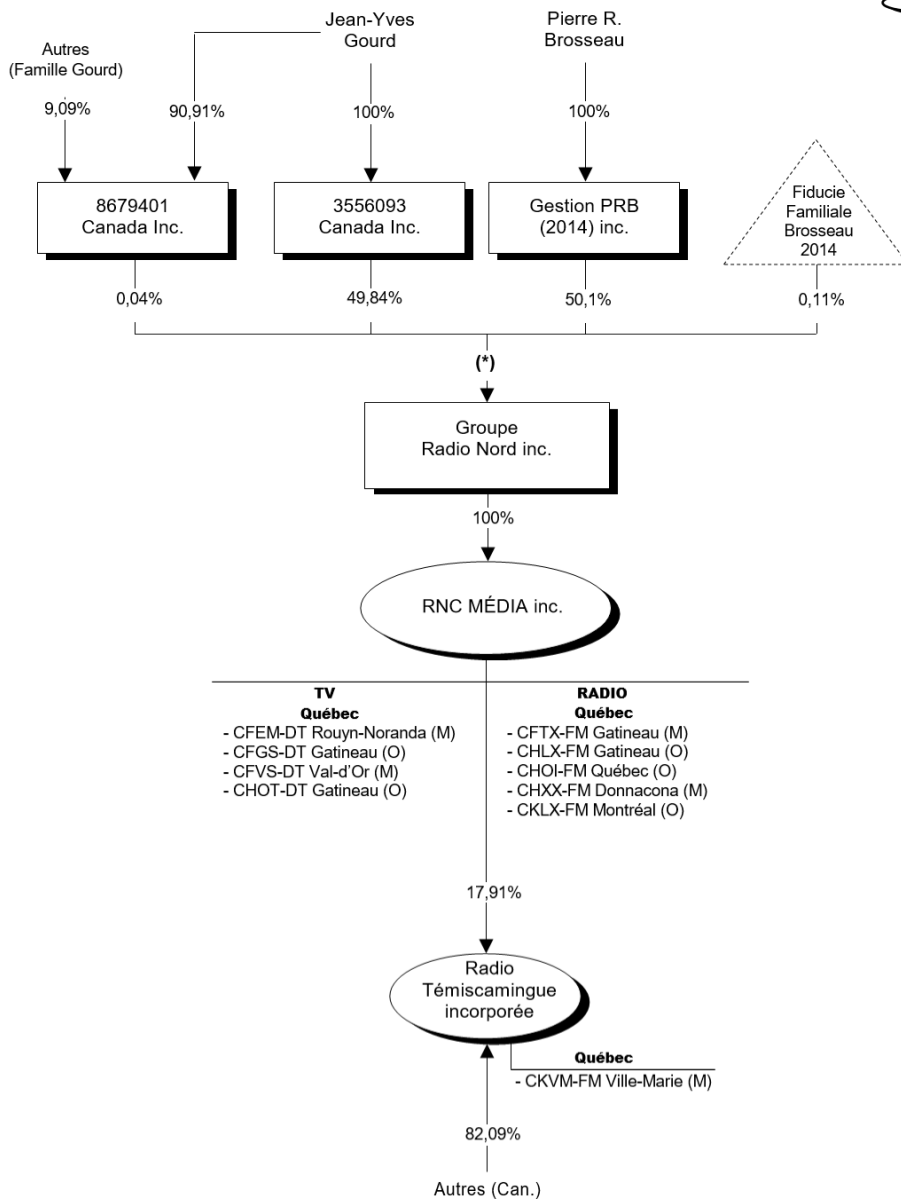 Jean-Yves
Gourd
Pierre R.
Brosseau
Autres
(Famille Gourd)
9,09%
90,91%
100%
100%
8679401
Canada Inc.
3556093
Canada Inc.
Gestion PRB
(2014) inc.
Fiducie
Familiale
Brosseau
2014
0,04%
49,84%
50,1%
0,11%
(*)
Groupe
Radio Nord inc.
100%
RNC MÉDIA inc.
TV
Québec
- CFEM-DT Rouyn-Noranda (M)
- CFGS-DT Gatineau (O)
- CFVS-DT Val-d'Or (M)
- CHOT-DT Gatineau (O)
RADIO
Québec
- CFTX-FM Gatineau (M)
- CHLX-FM Gatineau (O)
- CHOI-FM Québec (O)
- CHXX-FM Donnacona (M)
- CKLX-FM Montréal (O)
17,91%
Radio
Témiscamingue
incorporée
Québec
- CKVM-FM Ville-Marie (M)
82,09%
Autres (Can.)